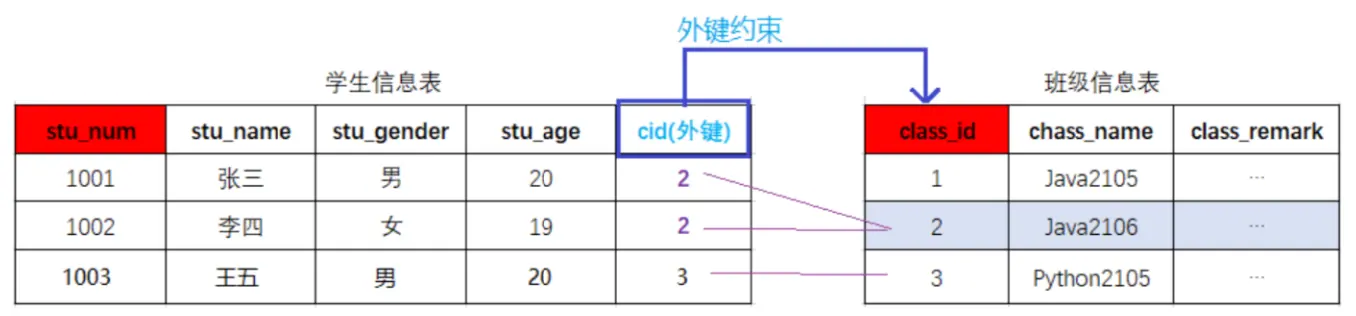 外键约束
学生信息表
班级信息表
stu_num stu_name stu_gender stu_age cid(外键) class_id chass_name class_remark
1001 张三 男 20 2 1 Java2105 ...
1002 李四 女 19 2 2 Java2106 ...
1003 王五 男 20 3 3 Python2105 ...